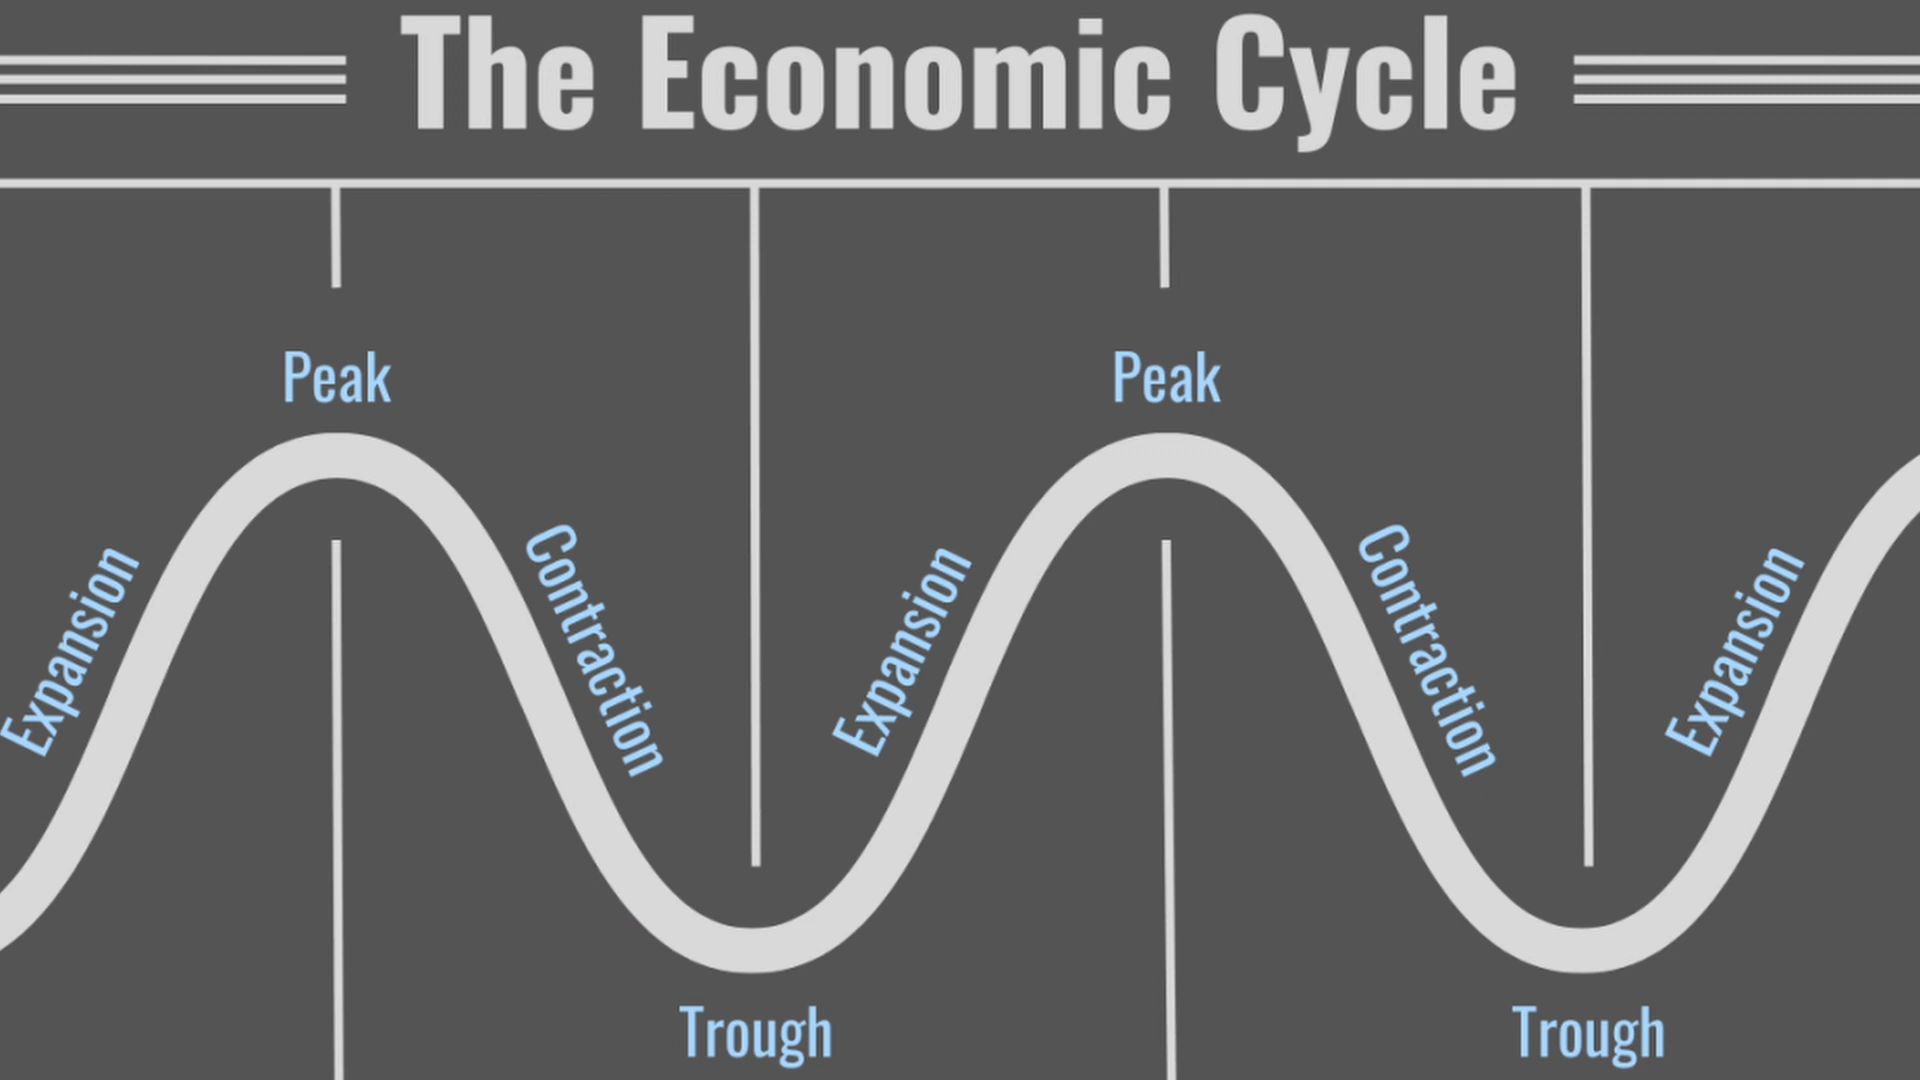 The Economic Cycle
Peak
Peak
Expansion
Contraction
Expansion
Contraction
Expansion
Trough
Trough